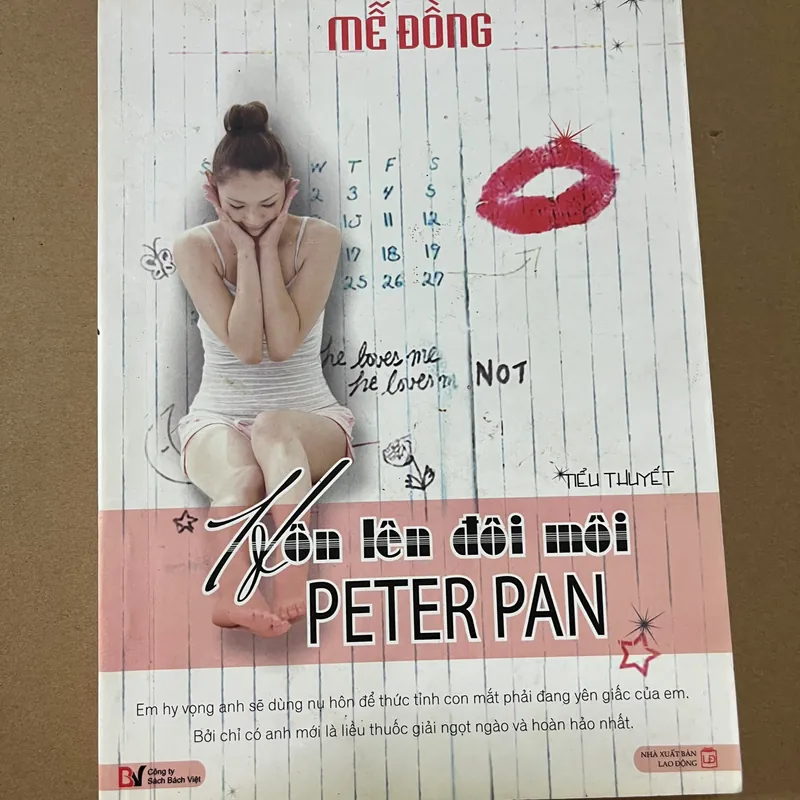 MỄ ĐỒNG
S W T F S
2 3 4 5
10 11 12
17 18 19
25 26 27
he loves me
he loves m NOT
TIỂU THUYẾT
Hôn lên đôi môi
PETER PAN
Em hy vọng anh sẽ dùng nụ hôn để thức tỉnh con mắt phải đang yên giấc của em.
Bởi chỉ có anh mới là liều thuốc giải ngọt ngào và hoàn hảo nhất.
BV Công ty
Sách Bách Việt
NHÀ XUẤT BẢN
LAO ĐỘNG LĐ